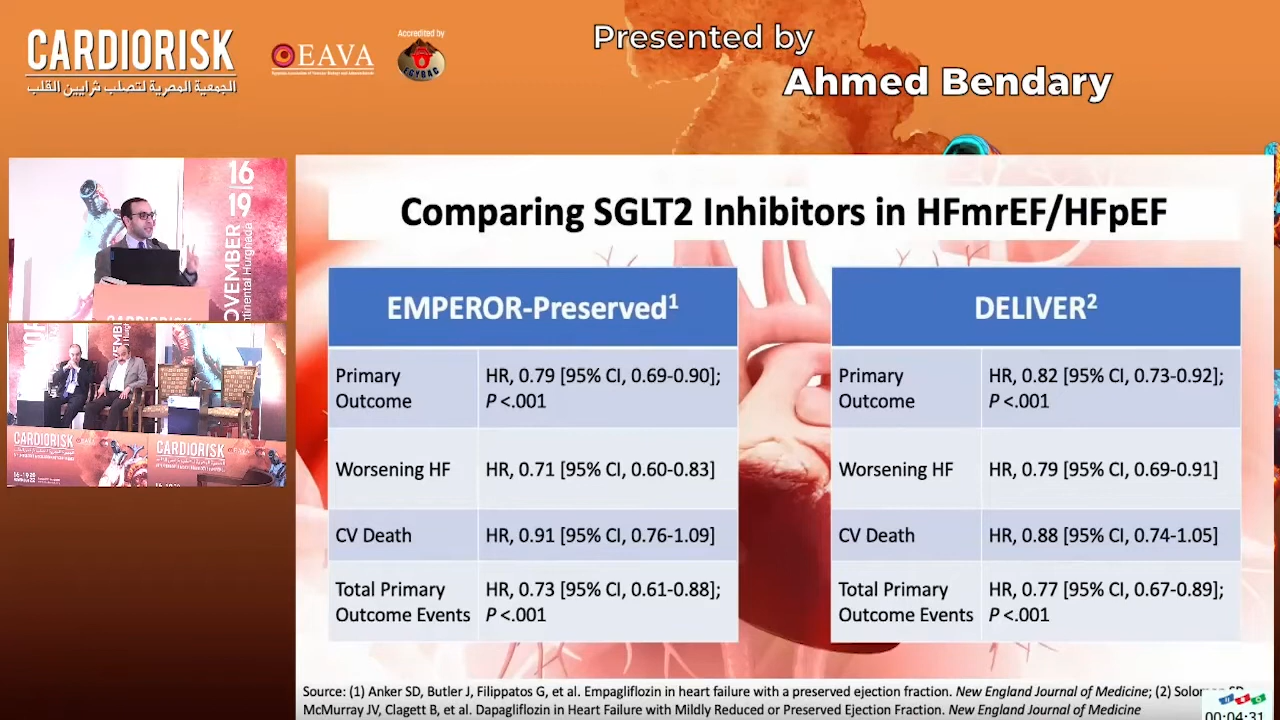 CARDIORISK
الجمعية المصرية لتصلب شرايين القلب
EAVA
Accredited by
EGYBAC
Presented by
Ahmed Bendary
16
19
NOVEMBER
Comparing SGLT2 Inhibitors in HFmrEF/HFpEF
EMPEROR-Preserved1
Primary Outcome
HR, 0.79 [95% CI, 0.69-0.90];
P <.001
Worsening HF
HR, 0.71 [95% CI, 0.60-0.83]
CV Death
HR, 0.91 [95% CI, 0.76-1.09]
Total Primary
Outcome Events
HR, 0.73 [95% CI, 0.61-0.88];
P <.001
DELIVER2
Primary
Outcome
HR, 0.82 [95% CI, 0.73-0.92];
P <.001
Worsening HF
HR, 0.79 [95% CI, 0.69-0.91]
CV Death
HR, 0.88 [95% CI, 0.74-1.05]
Total Primary
Outcome Events
HR, 0.77 [95% CI, 0.67-0.89];
P <.001
CARDIORISK
CARDIORISK
Source: (1) Anker SD, Butler J, Filippatos G, et al. Empagliflozin in heart failure with a preserved ejection fraction. New England Journal of Medicine; (2)
McMurray JV, Clagett B, et al. Dapagliflozin in Heart Failure with Mildly Reduced or Preserved Ejection Fraction. New England Journal of Medicine
00:04:31